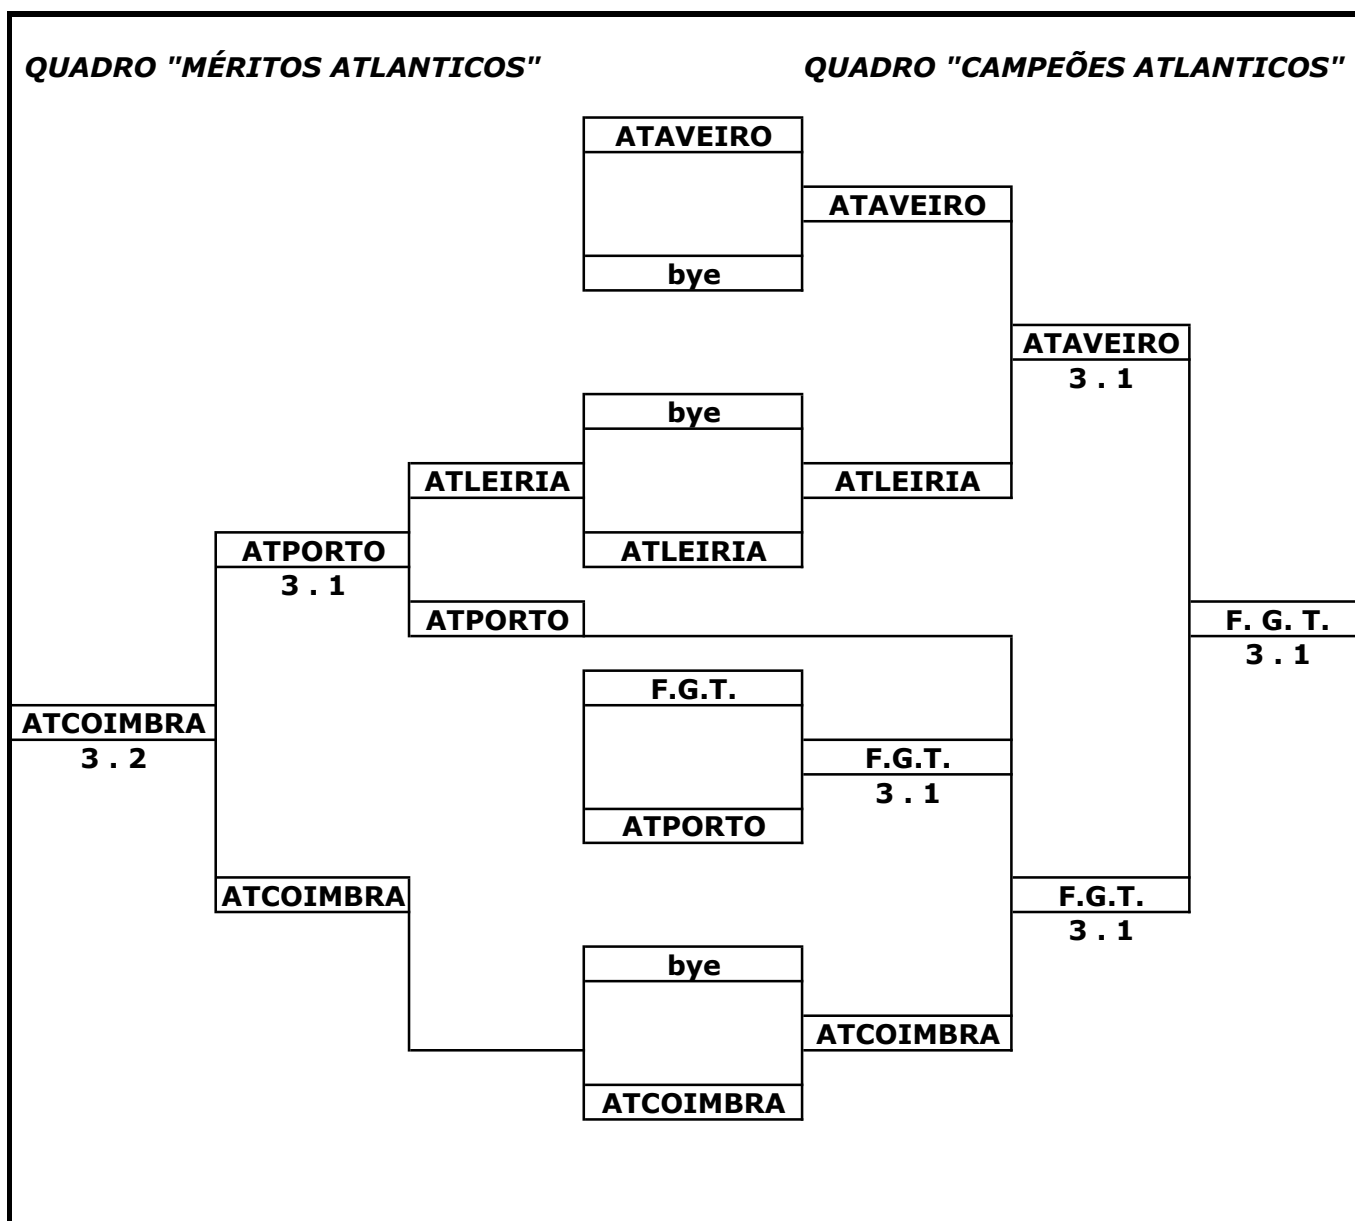 QUADRO "MÉRITOS ATLANTICOS"
QUADRO "CAMPEÕES ATLANTICOS"
ATAVEIRO
ATAVEIRO
bye
ATAVEIRO
3 . 1
bye
ATLEIRIA
ATLEIRIA
ATPORTO
ATLEIRIA
3 . 1
ATPORTO
F. G. T.
3 . 1
F.G.T.
ATCOIMBRA
3 . 2
F.G.T.
3 . 1
ATPORTO
ATCOIMBRA
F.G.T.
3 . 1
bye
ATCOIMBRA
ATCOIMBRA